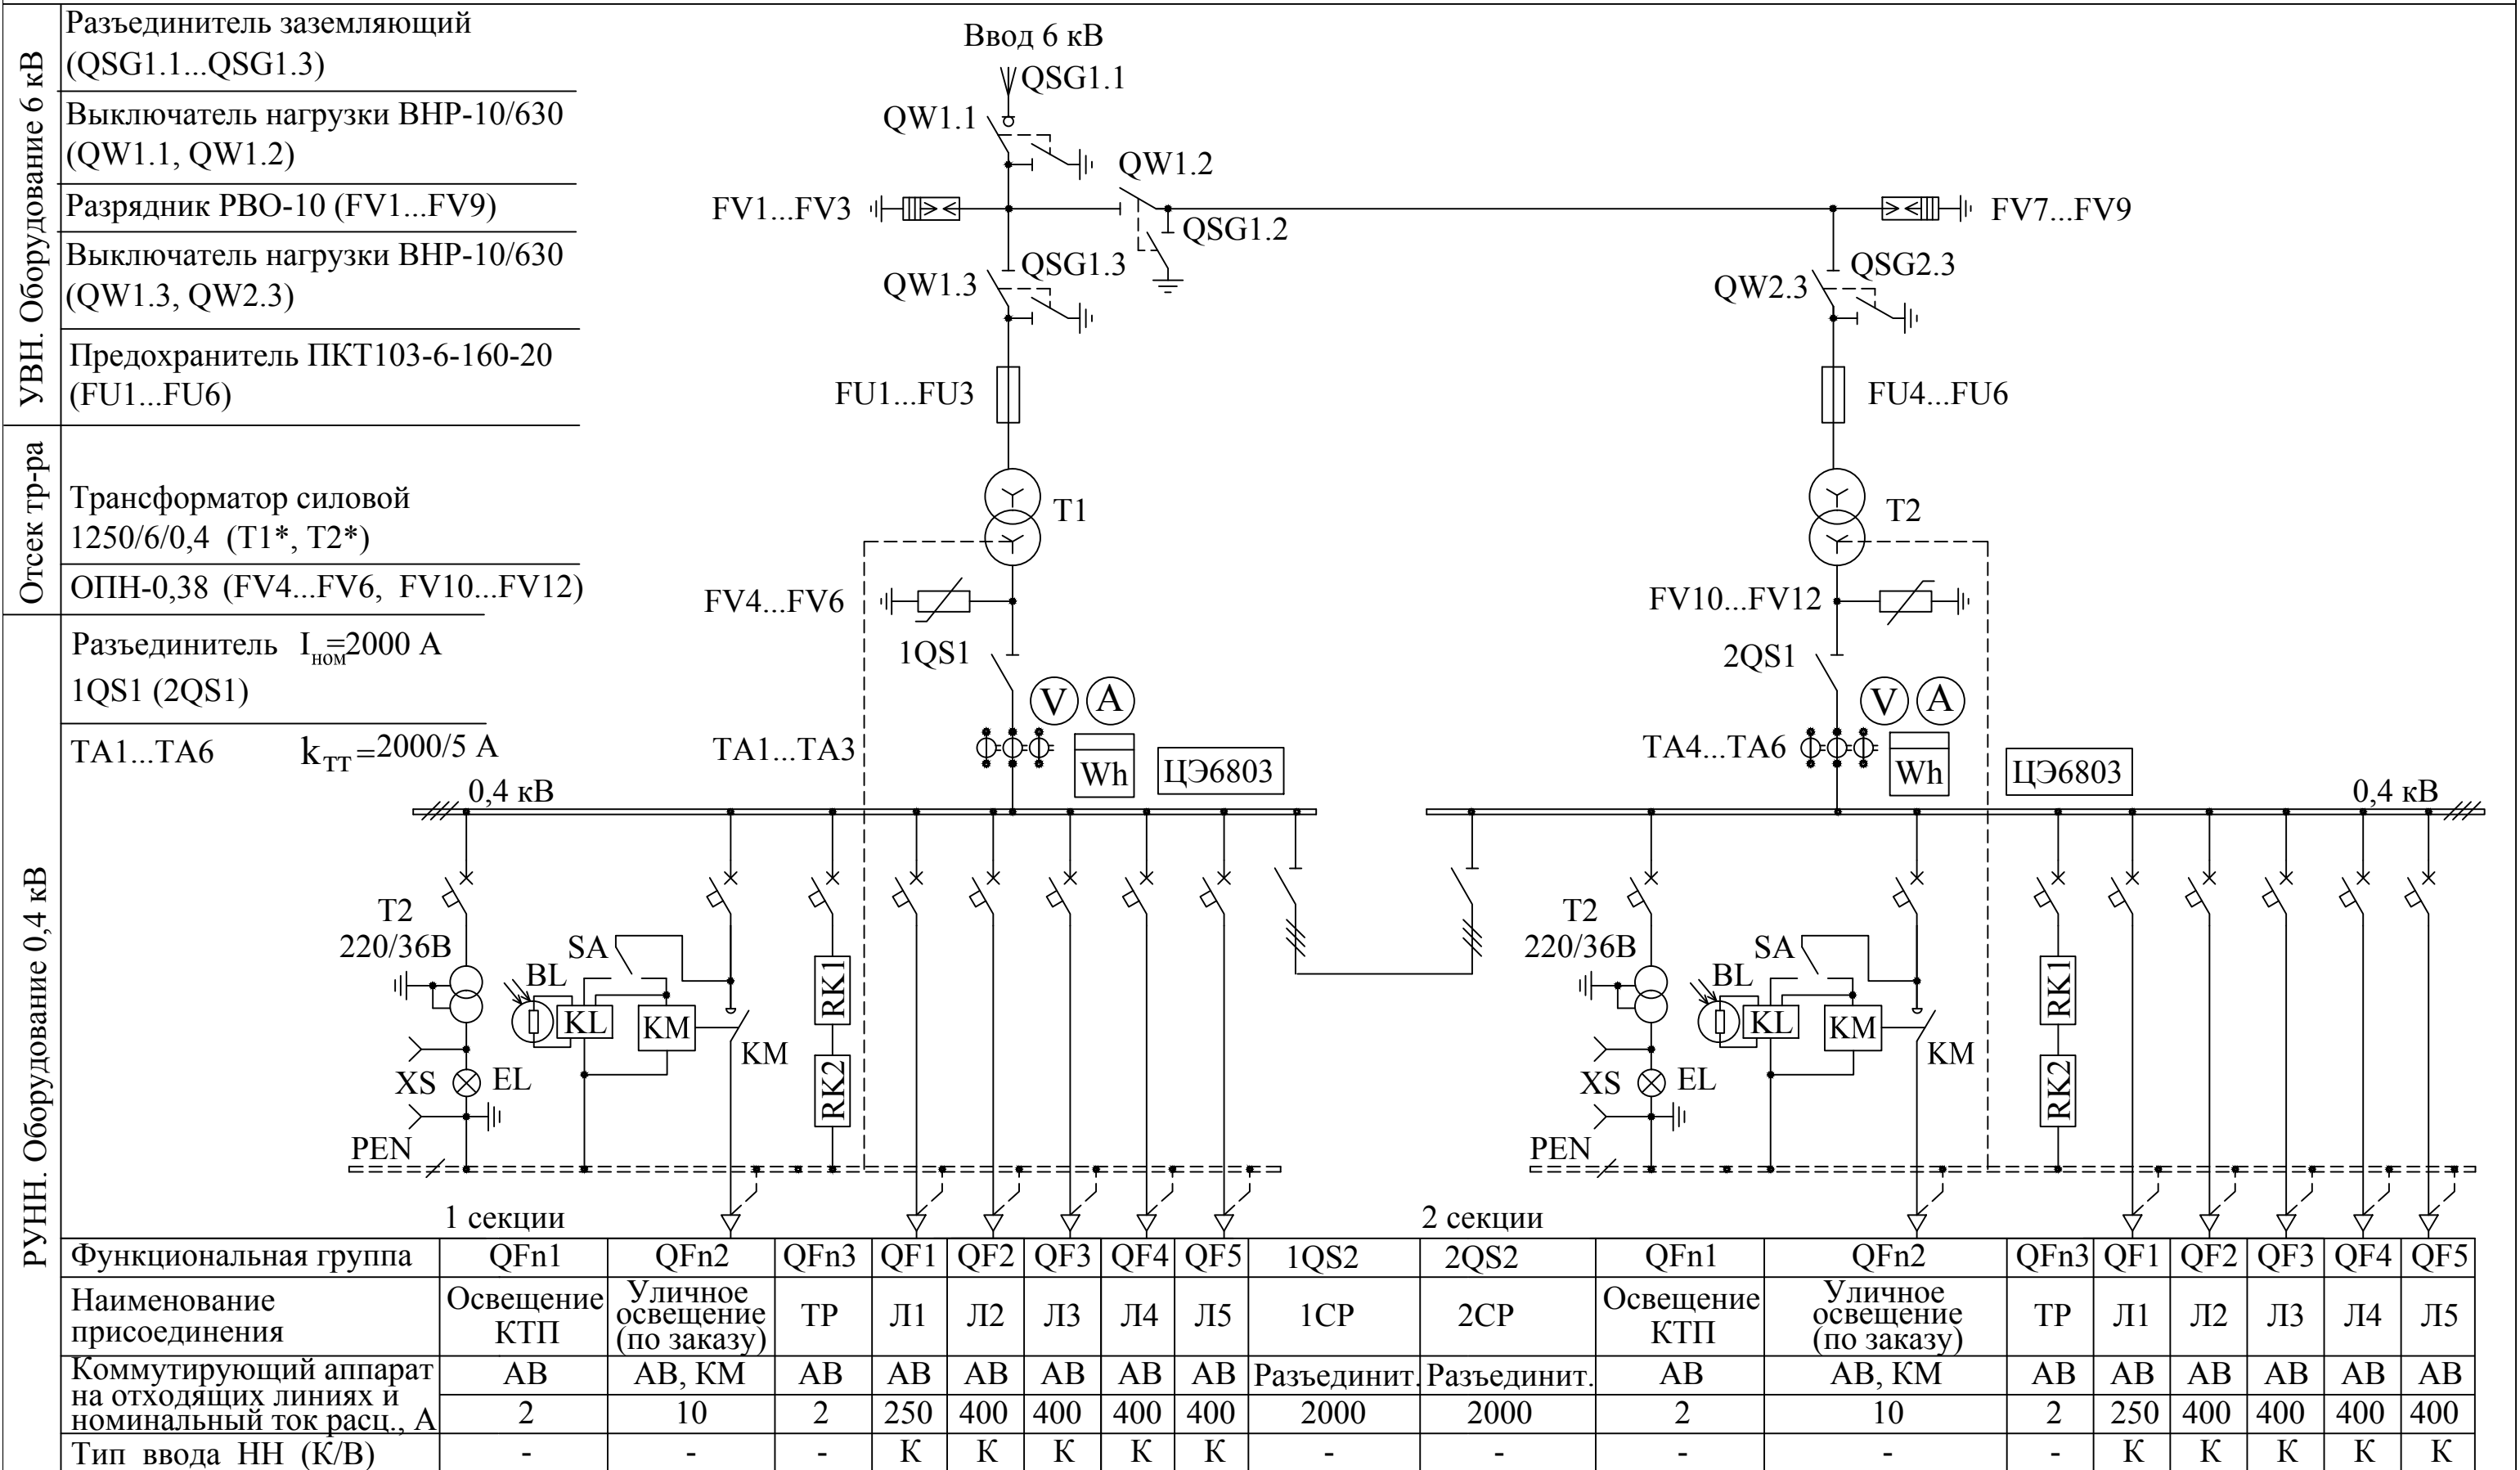 УВН. Оборудование 6 кВ
Разъединитель заземляющий
(QSG1.1...QSG1.3)
Выключатель нагрузки ВНР-10/630
(QW1.1, QW1.2)
Разрядник РВО-10 (FV1...FV9)
Выключатель нагрузки ВНР-10/630
(QW1.3, QW2.3)
Предохранитель ПКТ103-6-160-20
(FU1...FU6)
Отсек тр-ра
Трансформатор силовой
1250/6/0,4 (Т1*, Т2*)
ОПН-0,38 (FV4...FV6, FV10...FV12)
РУНН. Оборудование 0,4 кВ
Разъединитель Iном=2000 А
1QS1 (2QS1)
ТА1...ТА6 kТТ=2000/5 А
Ввод 6 кВ
QSG1.1
QW1.1
QW1.2
FV1...FV3
FV7...FV9
QSG1.2
QSG1.3
QW1.3
QSG2.3
QW2.3
FU1...FU3
FU4...FU6
Т1
Т2
FV4...FV6
FV10...FV12
1QS1
2QS1
V A
V A
ТА1...ТА3
Wh
ЦЭ6803
ТА4...ТА6
Wh
ЦЭ6803
0,4 кВ
0,4 кВ
Т2
220/36В
SA
BL
KL
KM
KM
RK1
RK2
XS
EL
PEN
Т2
220/36В
SA
BL
KL
KM
KM
RK1
RK2
XS
EL
PEN
1 секции
2 секции
Функциональная группа QFn1 QFn2 QFn3 QF1 QF2 QF3 QF4 QF5 1QS2 2QS2 QFn1 QFn2 QFn3 QF1 QF2 QF3 QF4 QF5
Наименование
присоединения
Освещение
КТП
Уличное
освещение
(по заказу)
ТР Л1 Л2 Л3 Л4 Л5 1СР 2СР
Освещение
КТП
Уличное
освещение
(по заказу)
ТР Л1 Л2 Л3 Л4 Л5
Коммутирующий аппарат
на отходящих линиях и
номинальный ток расц., А
АВ АВ, КМ АВ АВ АВ АВ АВ АВ Разъединит. Разъединит. АВ АВ, КМ АВ АВ АВ АВ АВ АВ
2 10 2 250 400 400 400 400 2000 2000 2 10 2 250 400 400 400 400
Тип ввода НН (К/В) - - - К К К К К - - - - - К К К К К